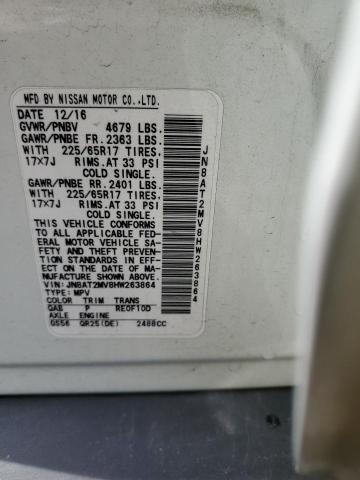 MFD BY NISSAN MOTOR CO.,LTD.
DATE 12/16
GVWR/PNBV 4679 LBS.
GAWR/PNBE FR. 2363 LBS.
WITH 225/65R17 TIRES,
17x7J RIMS.AT 33 PSI
COLD SINGLE.
GAWR/PNBE RR. 2401 LBS.
WITH 225/65R17 TIRES,
17x7J RIMS.AT 33 PSI
COLD SINGLE.
THIS VEHICLE CONFORMS
TO ALL APPLICABLE FED-
ERAL MOTOR VEHICLE SA-
FETY AND THEFT PREVENTION
STANDARDS IN EFF-
ECT ON THE DATE OF MA-
NUFACTURE SHOWN ABOVE.
VIN: JN8AT2MV8HW263864
TYPE: MPV
COLOR TRIM TRANS
QAB P RE0F10D
AXLE ENGINE
GS56 QR25(DE) 2488CC
JN8AT2MV8HW263864